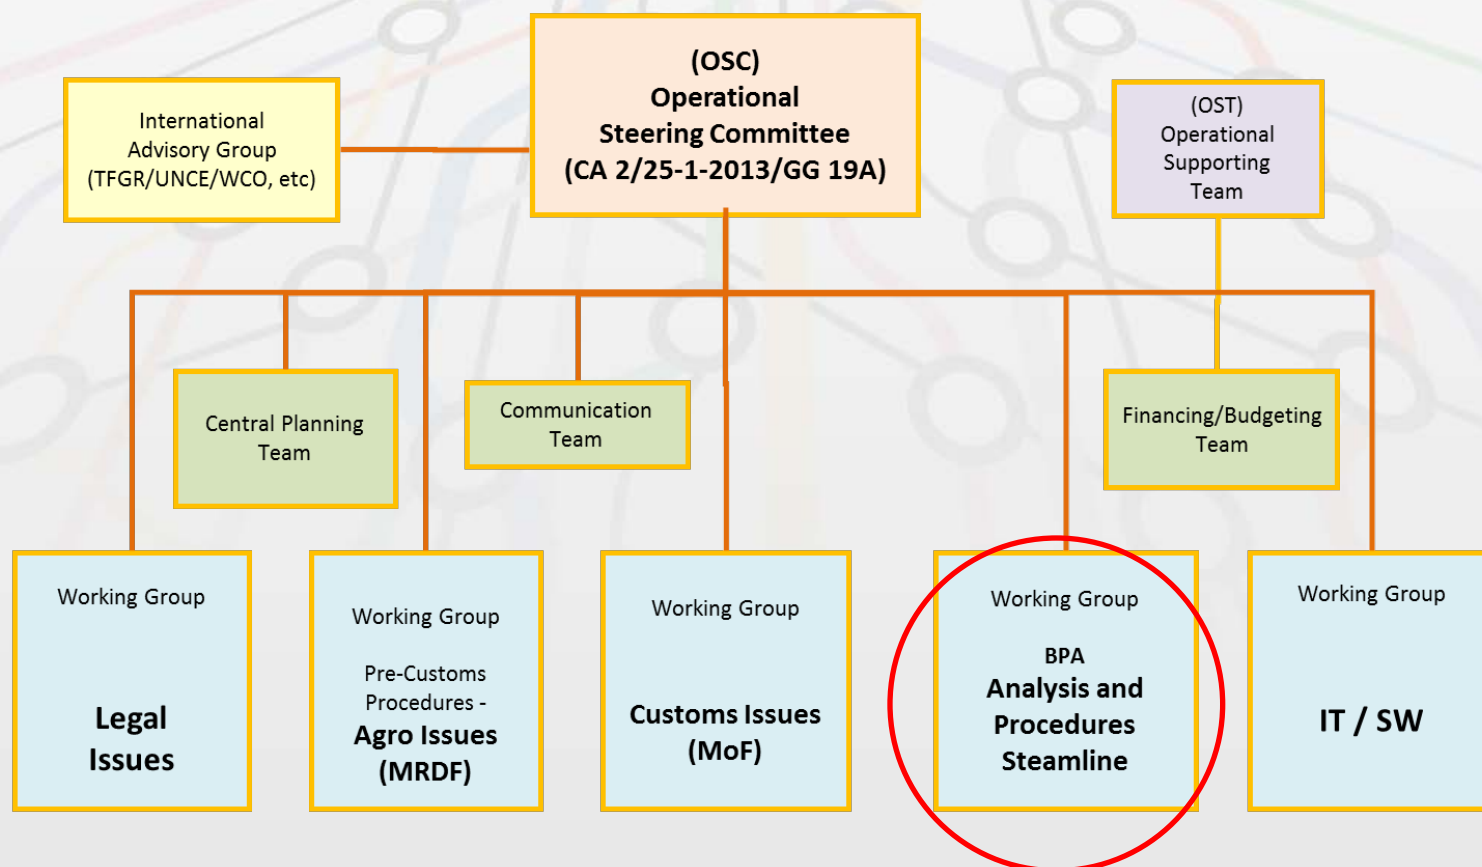 (OSC)
Operational
Steering Committee
(CA 2/25-1-2013/GG 19A)
International
Advisory Group
(TFGR/UNCE/WCO, etc)
(OST)
Operational
Supporting
Team
Central Planning
Team
Communication
Team
Financing/Budgeting
Team
Working Group
Legal
Issues
Working Group
Pre-Customs
Procedures -
Agro Issues
(MRDF)
Working Group
Customs Issues
(MoF)
Working Group
BPA
Analysis and
Procedures
Steamline
Working Group
IT / SW